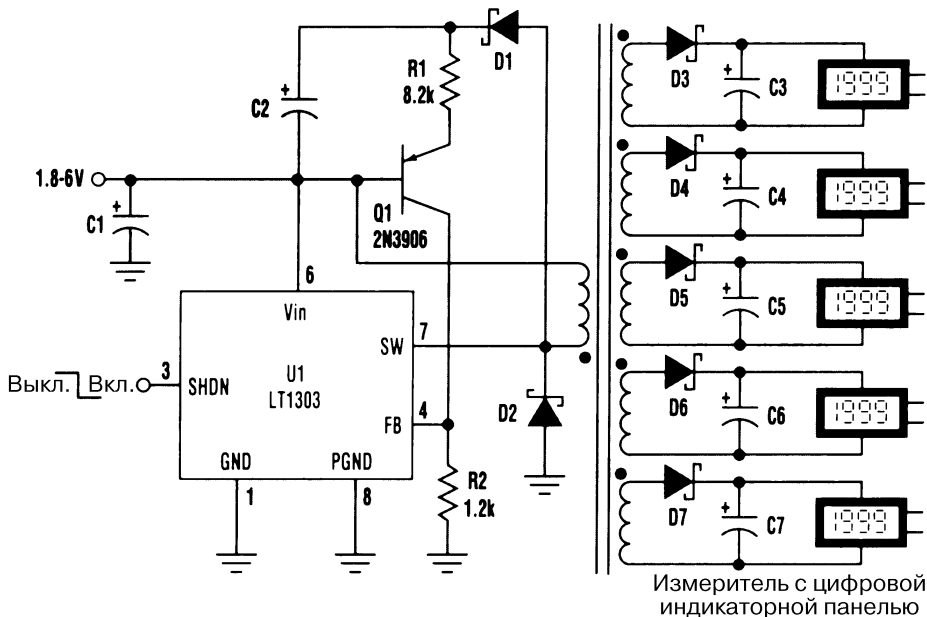 D1
R1
8.2k
C2
1.8-6V
C1
Q1
2N3906
6
Vin
7
SW
U1
LT1303
3
SHDN
Выкл.
Вкл.
4
FB
GND
PGND
1
8
R2
1.2k
D2
D3
C3
1999
D4
C4
1999
D5
C5
1999
D6
C6
1999
D7
C7
1999
Измеритель с цифровой
индикаторной панелью